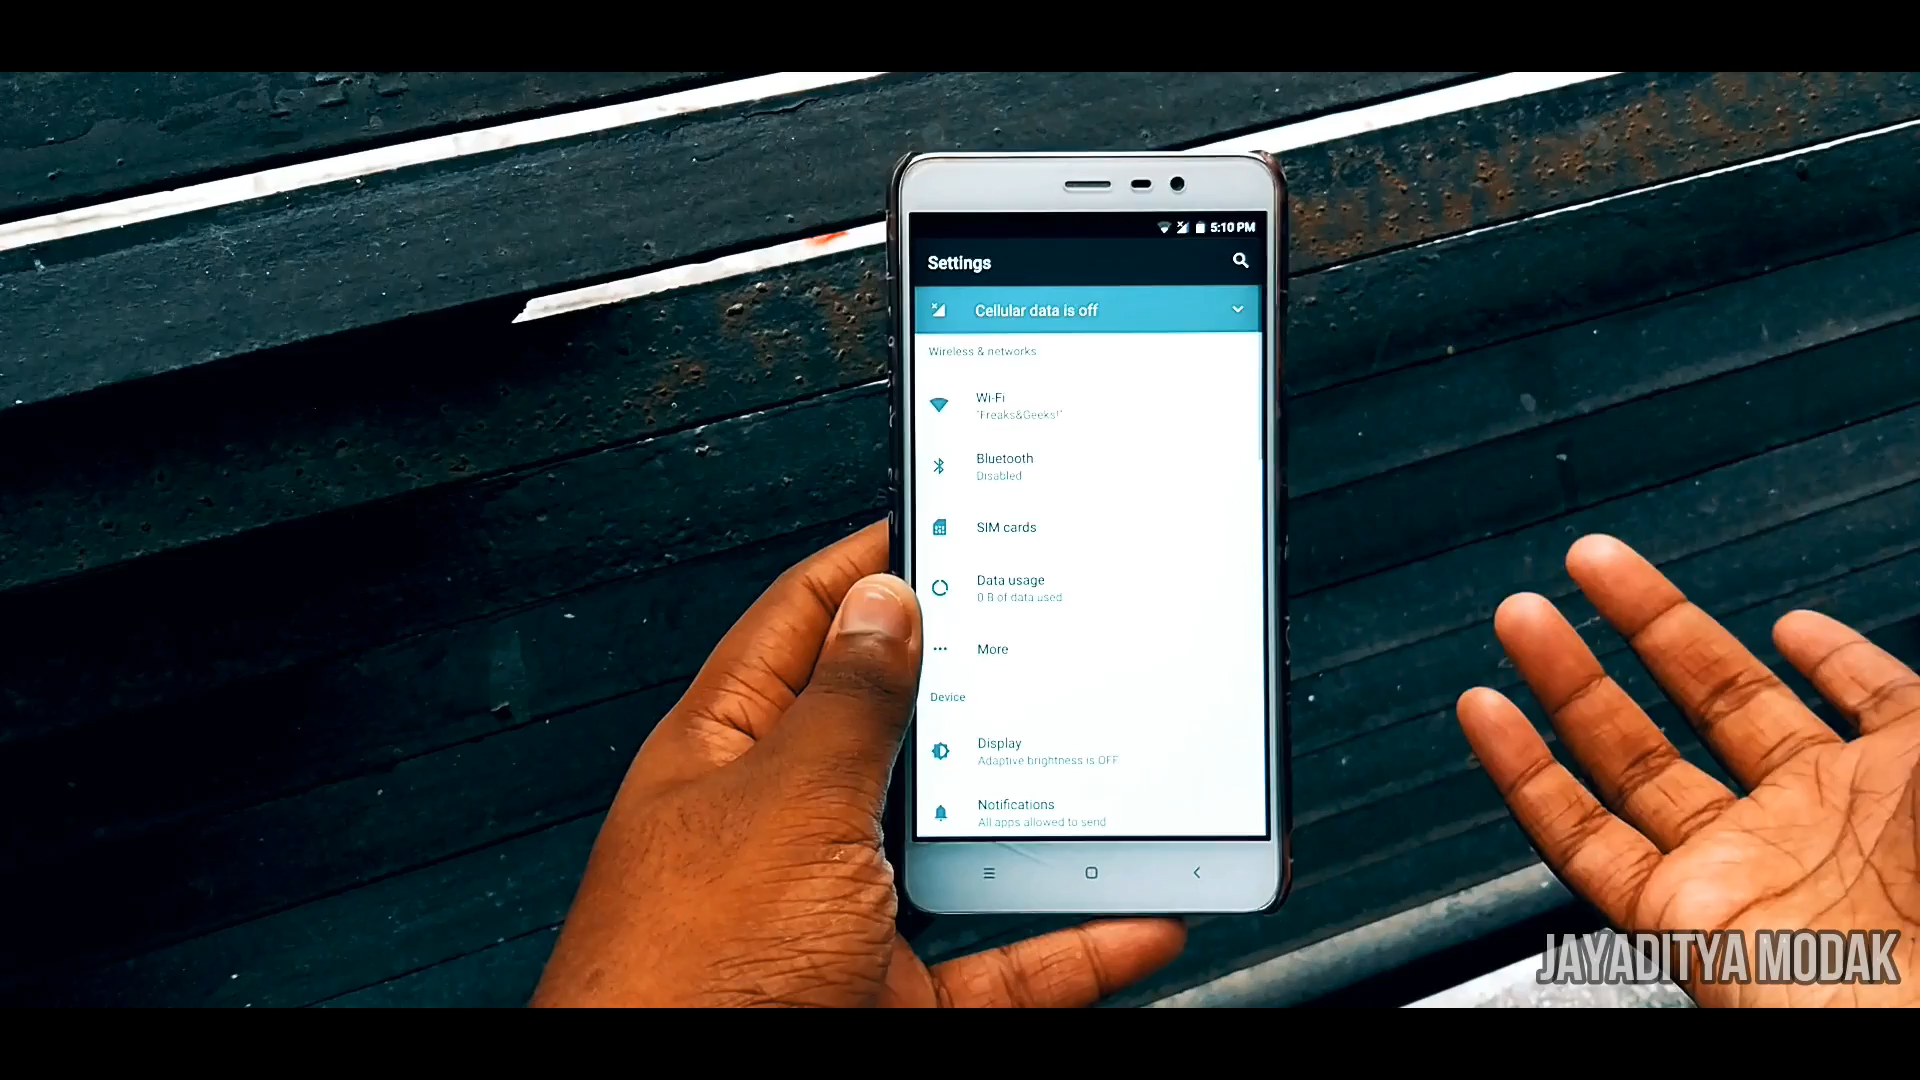 5:10 PM
Settings
Cellular data is off
Wireless & networks
Wi-Fi
"Freaks&Geeks!"
Bluetooth
Disabled
SIM cards
Data usage
0 B of data used
More
Device
Display
Adaptive brightness is OFF
Notifications
All apps allowed to send
JAYADITYA MODAK